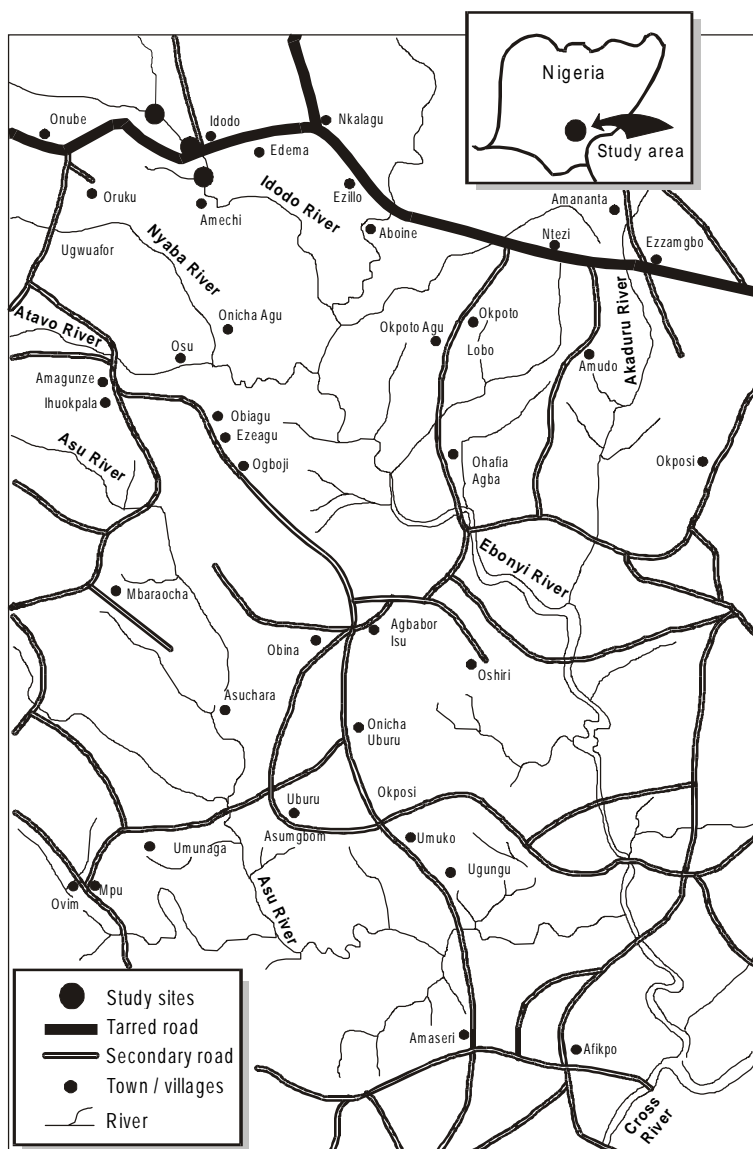 Nigeria
Study area
Onube
Idodo
Nkalagu
Edema
Oruku
Amechi
Idodo River
Ezillo
Aboine
Amananta
Ntezi
Ezzamgbo
Ugwuafor
Nyaba River
Onicha Agu
Atavo River
Osu
Okpoto Agu
Okpoto
Lobo
Amudo
Akaduru River
Amagunze
Ihuokpala
Obiagu
Ezeagu
Ogboji
Asu River
Ohafia
Agba
Okposi
Ebonyi River
Mbaraocha
Obina
Agbabor
Isu
Oshiri
Asuchara
Onicha
Uburu
Okposi
Uburu
Asumgbom
Umuko
Umunaga
Ugungu
Ovim
Mpu
Asu River
Amaseri
Afikpo
Cross
River
Study sites
Tarred road
Secondary road
Town / villages
River